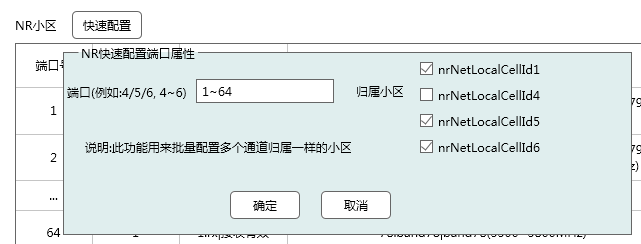 NR小区 快速配置
端口号
NR快速配置端口属性
nrNetLocalCellId1
端口(例如:4/5/6, 4~6) 1~64 归属小区
nrNetLocalCellId4
1
nrNetLocalCellId5
说明:此功能用来批量配置多个通道归属一样的小区
nrNetLocalCellId6
2
...
确定 取消
64